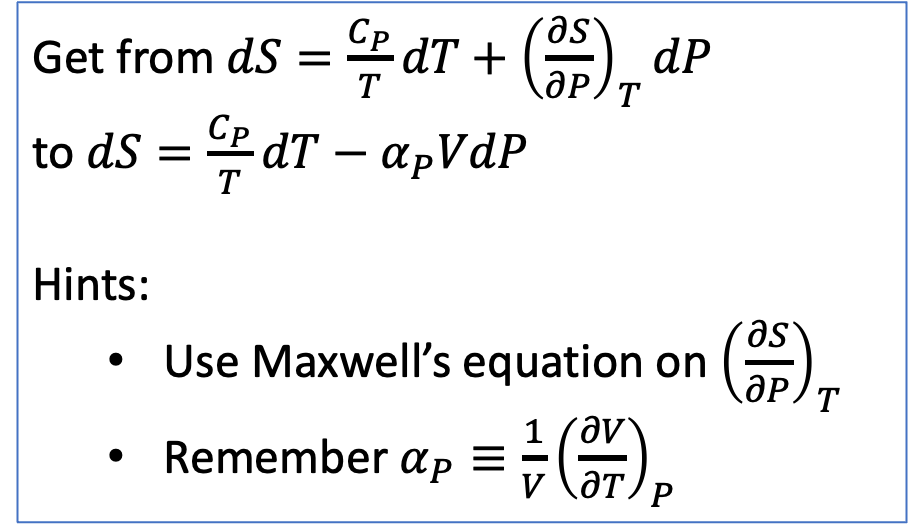 Get from $dS = \frac{C_P}{T} dT + \left(\frac{\partial S}{\partial P}\right)_T dP$
to $dS = \frac{C_P}{T} dT - \alpha_P V dP$
Hints:
• Use Maxwell’s equation on $\left(\frac{\partial S}{\partial P}\right)_T$
• Remember $\alpha_P \equiv \frac{1}{V} \left(\frac{\partial V}{\partial T}\right)_P$